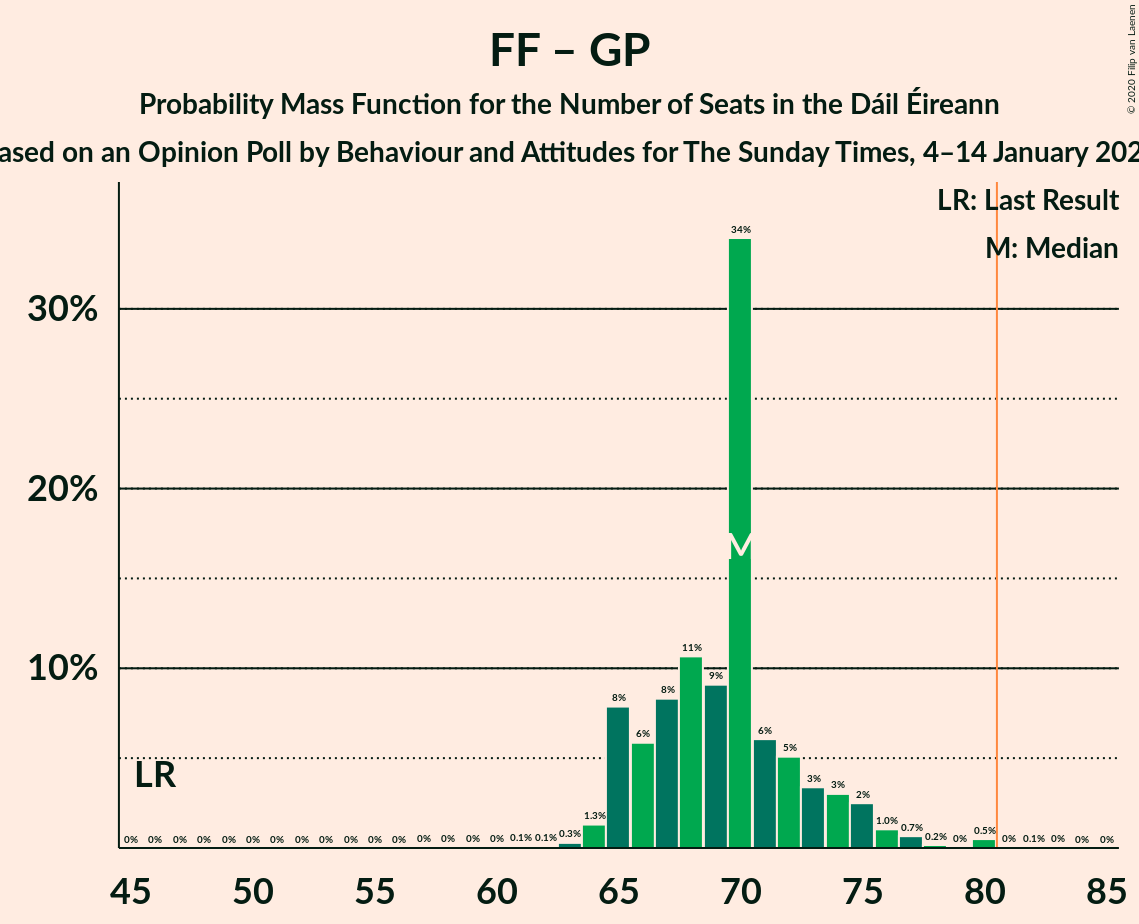 FF – GP
Probability Mass Function for the Number of Seats in the Dáil Éireann
ased on an Opinion Poll by Behaviour and Attitudes for The Sunday Times, 4–14 January 202
© 2020 Filip van Laenen
LR: Last Result
M: Median
34%
30%
20%
M
11%
10%
9%
8%
8%
6%
6%
5%
LR
3%
3%
2%
1.3%
1.0%
0.7%
0% 0% 0% 0% 0% 0% 0% 0% 0% 0% 0% 0% 0% 0% 0% 0% 0.1% 0.1% 0.3% 0.2% 0% 0.5% 0% 0.1% 0% 0% 0%
45 50 55 60 65 70 75 80 85